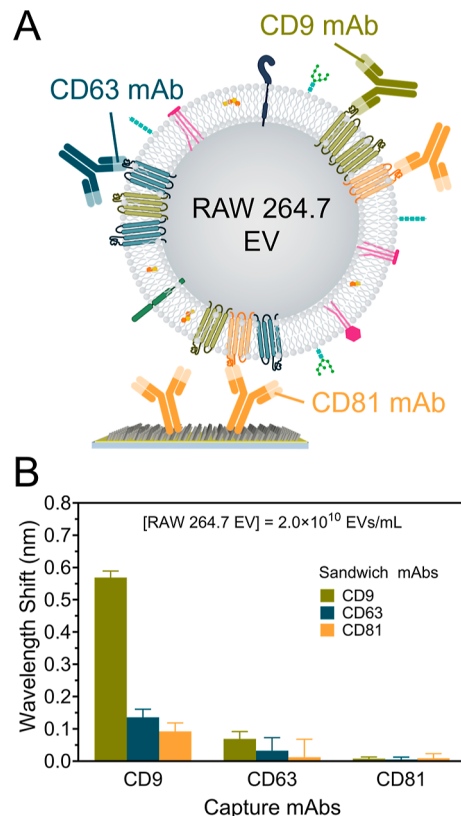 A
CD9 mAb
CD63 mAb
RAW 264.7
EV
CD81 mAb
B
[RAW 264.7 EV] = 2.0×10¹⁰ EVs/mL
Wavelength Shift (nm)
0.8
0.7
0.6
0.5
0.4
0.3
0.2
0.1
0.0
Sandwich mAbs
CD9
CD63
CD81
CD9 CD63 CD81
Capture mAbs